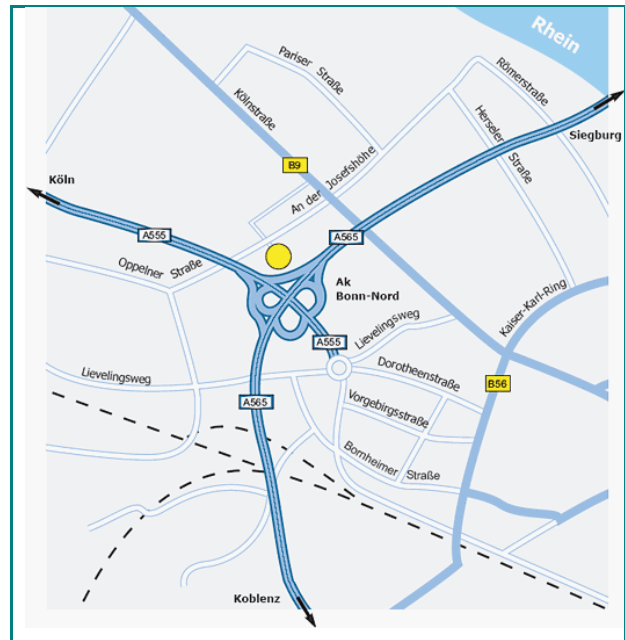 Rhein
Pariser Straße
Römerstraße
Kölnstraße
Herseler Straße
Siegburg
B9
An der Josefshöhe
Köln
A555
A565
Oppelner Straße
Ak
Bonn-Nord
Kaiser-Karl-Ring
Lievelingsweg
A555
Dorotheenstraße
Lievelingsweg
B56
A565
Vorgebirgsstraße
Bornheimer Straße
Koblenz